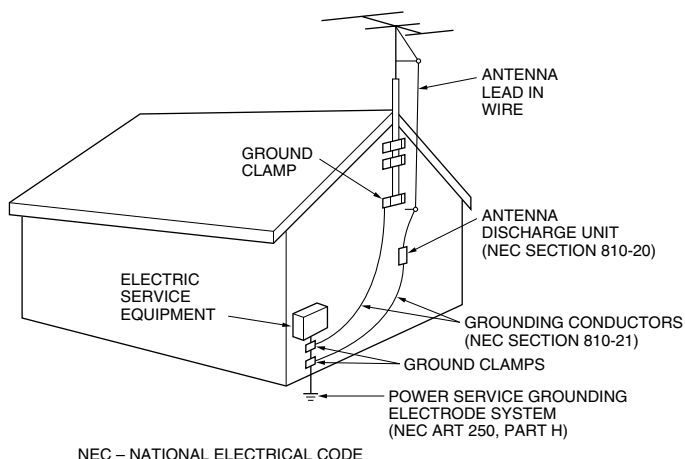 ANTENNA
LEAD IN
WIRE
GROUND
CLAMP
ANTENNA
DISCHARGE UNIT
(NEC SECTION 810-20)
ELECTRIC
SERVICE
EQUIPMENT
GROUNDING CONDUCTORS
(NEC SECTION 810-21)
GROUND CLAMPS
POWER SERVICE GROUNDING
ELECTRODE SYSTEM
(NEC ART 250, PART H)
NEC – NATIONAL ELECTRICAL CODE